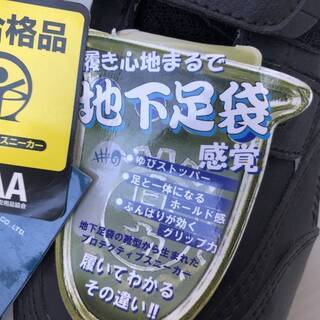 合格品
スニーカー
AA
CO., LTD.
履き心地まるで
地下足袋
感覚
●ゆびストッパー
●足と一体になる
ホールド感
●ふんばりが効く
グリップ力
地下足袋の靴型から生まれた
プロテクティブスニーカー
履いてわかる
その違い!!